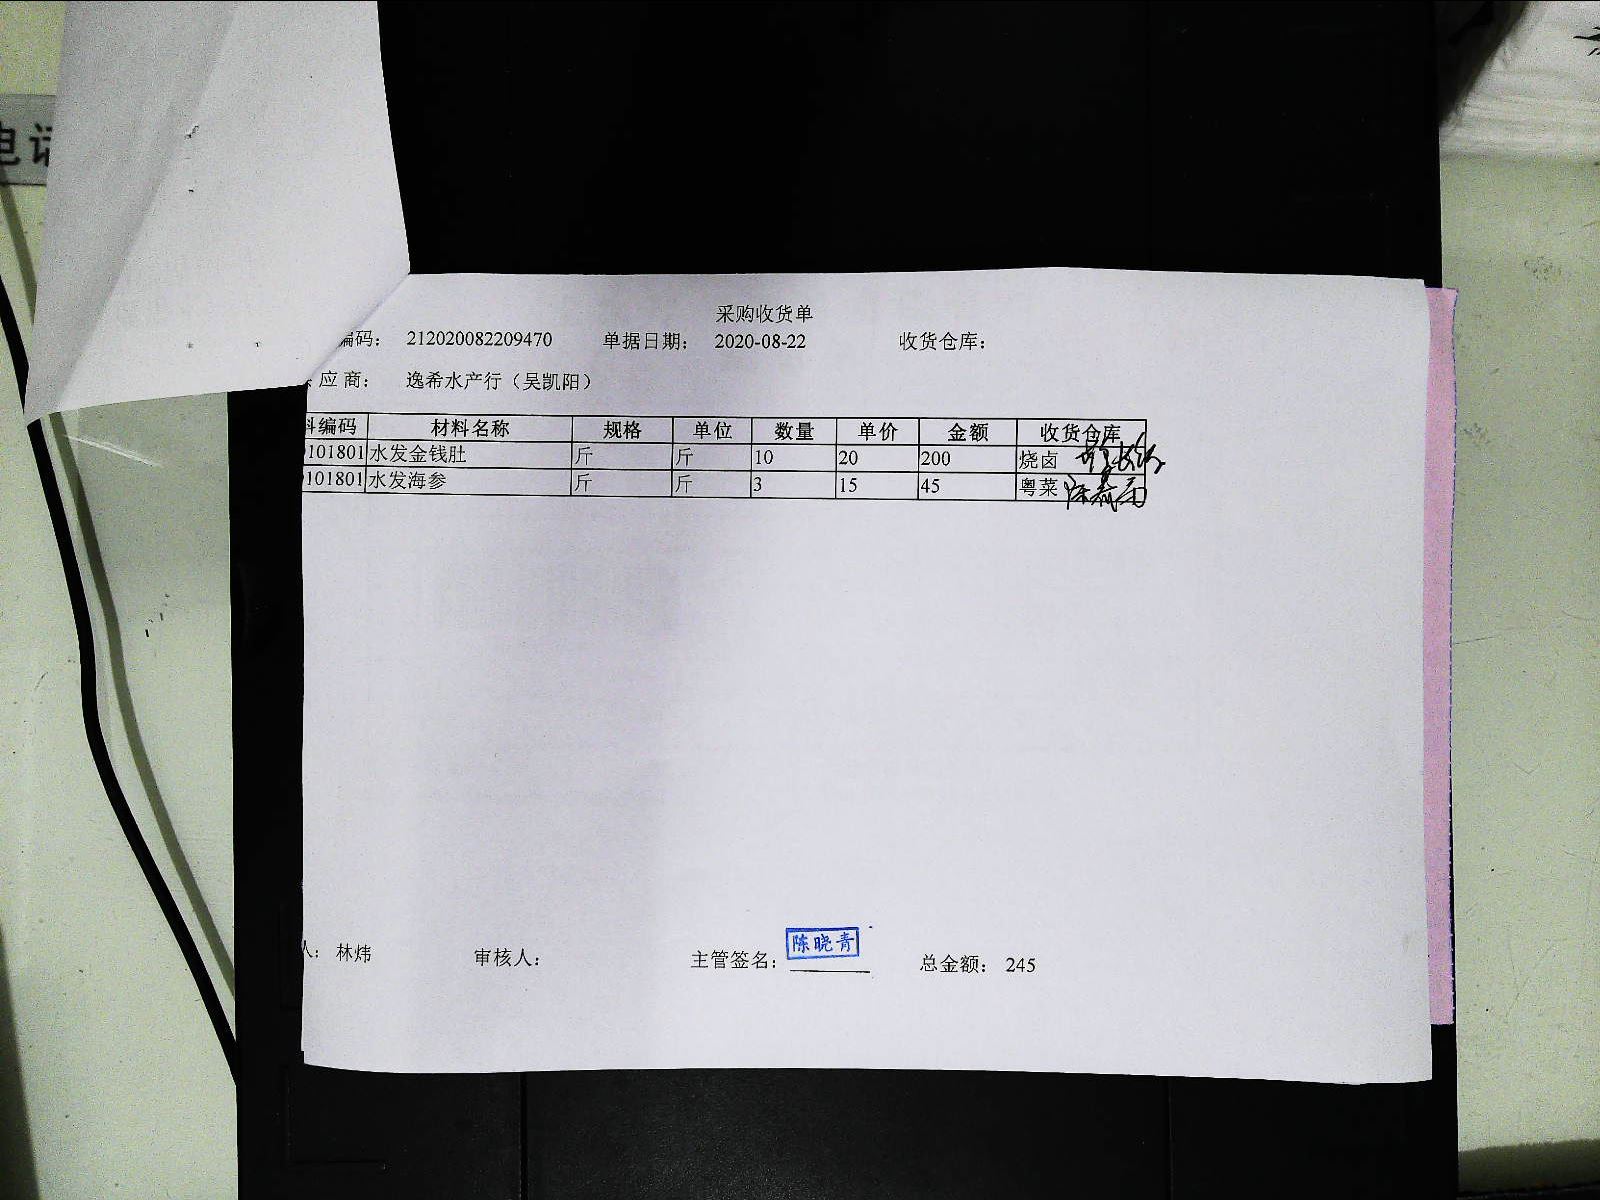 电话
采购收货单
编码： 212020082209470 单据日期： 2020-08-22 收货仓库：
应商： 逸希水产行（吴凯阳）
料编码 材料名称 规格 单位 数量 单价 金额 收货仓库
101801 水发金钱肚 斤 斤 10 20 200 烧卤
101801 水发海参 斤 斤 3 15 45 粤菜
人： 林炜 审核人： 主管签名： 陈晓青 总金额： 245